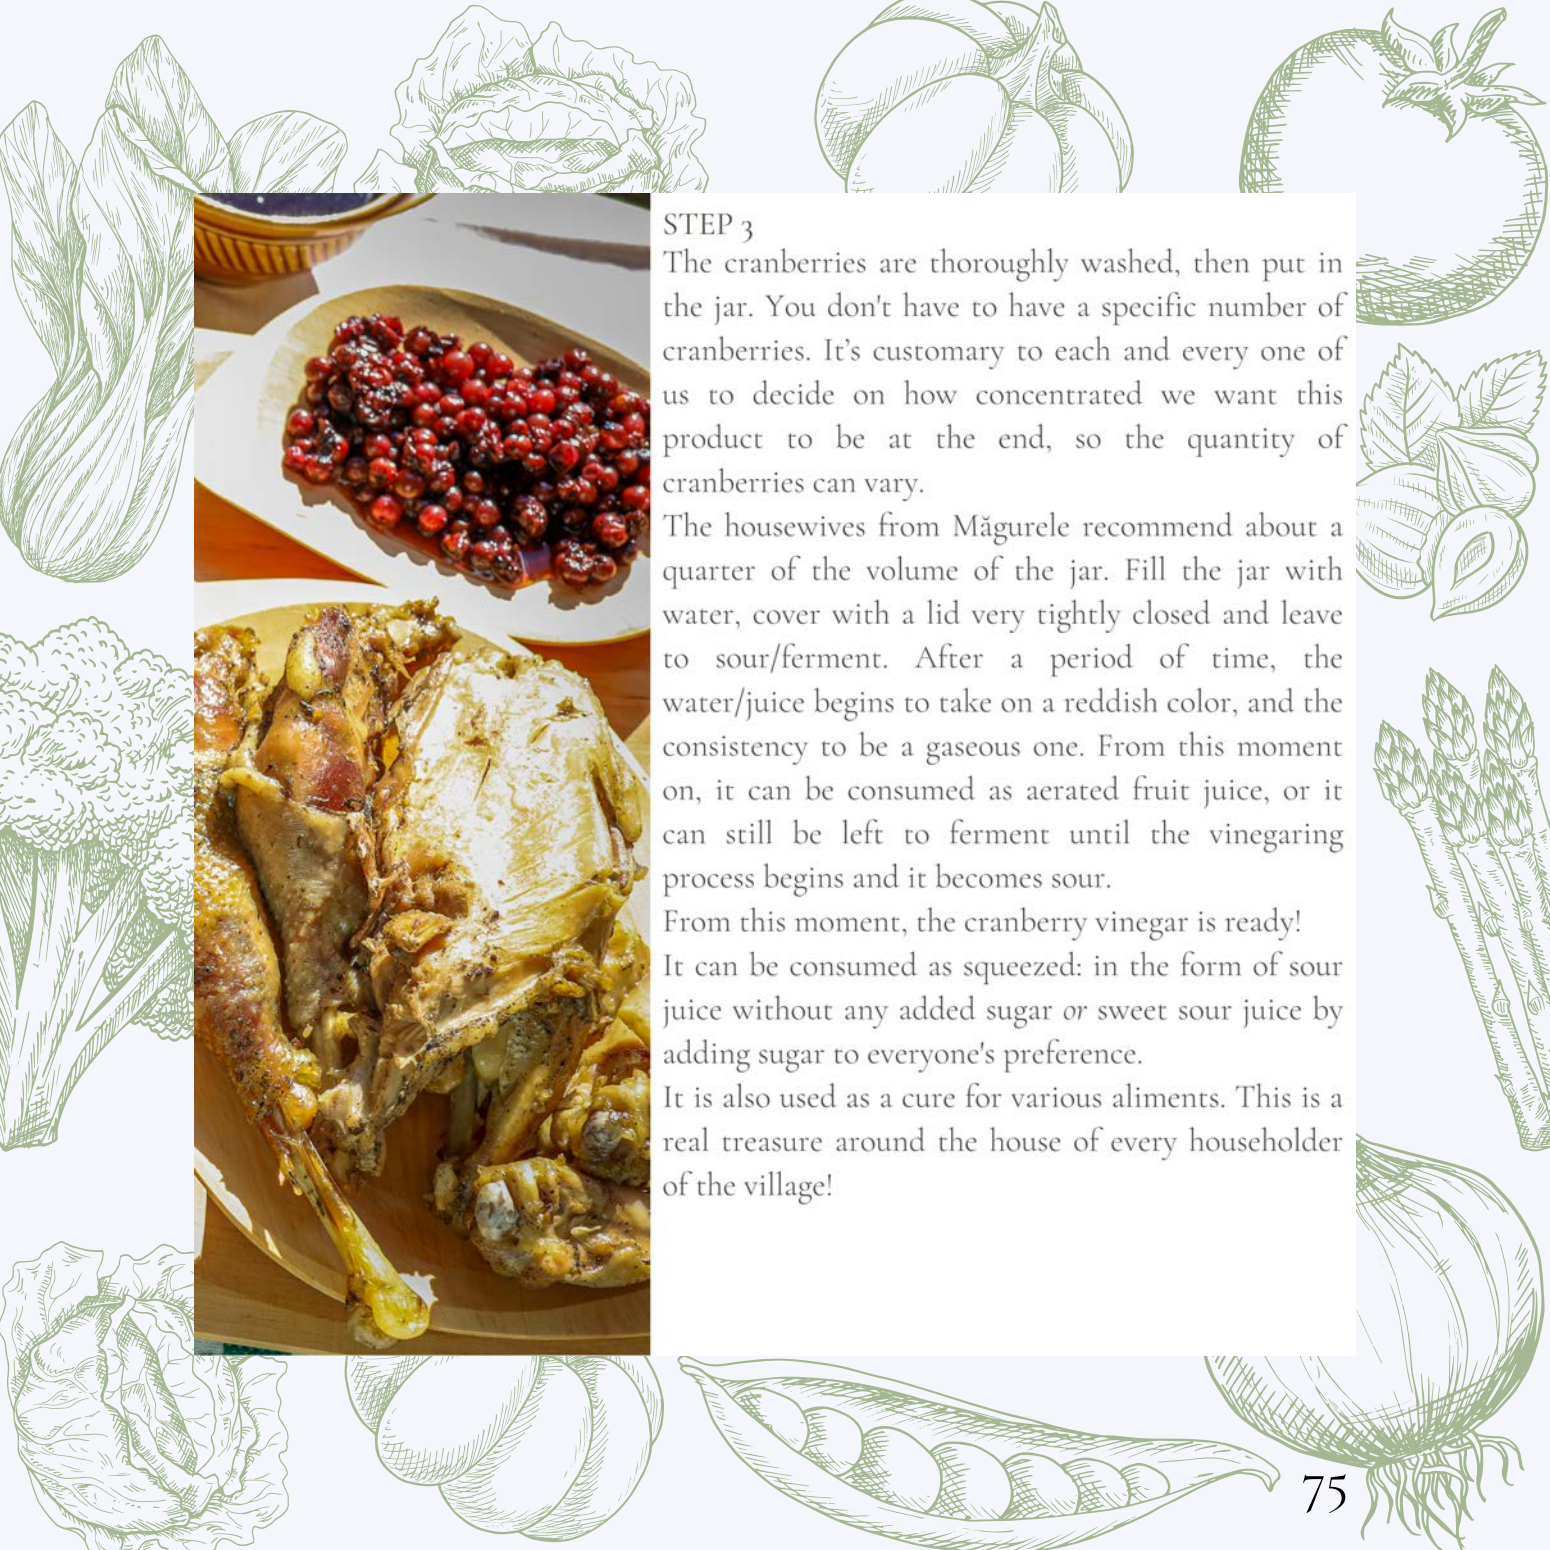 STEP 3
The cranberries are thoroughly washed, then put in
the jar. You don't have to have a specific number of
cranberries. It’s customary to each and every one of
us to decide on how concentrated we want this
product to be at the end, so the quantity of
cranberries can vary.
The housewives from Măgurele recommend about a
quarter of the volume of the jar. Fill the jar with
water, cover with a lid very tightly closed and leave
to sour/ferment. After a period of time, the
water/juice begins to take on a reddish color, and the
consistency to be a gaseous one. From this moment
on, it can be consumed as aerated fruit juice, or it
can still be left to ferment until the vinegaring
process begins and it becomes sour.
From this moment, the cranberry vinegar is ready!
It can be consumed as squeezed: in the form of sour
juice without any added sugar or sweet sour juice by
adding sugar to everyone's preference.
It is also used as a cure for various aliments. This is a
real treasure around the house of every householder
of the village!
75